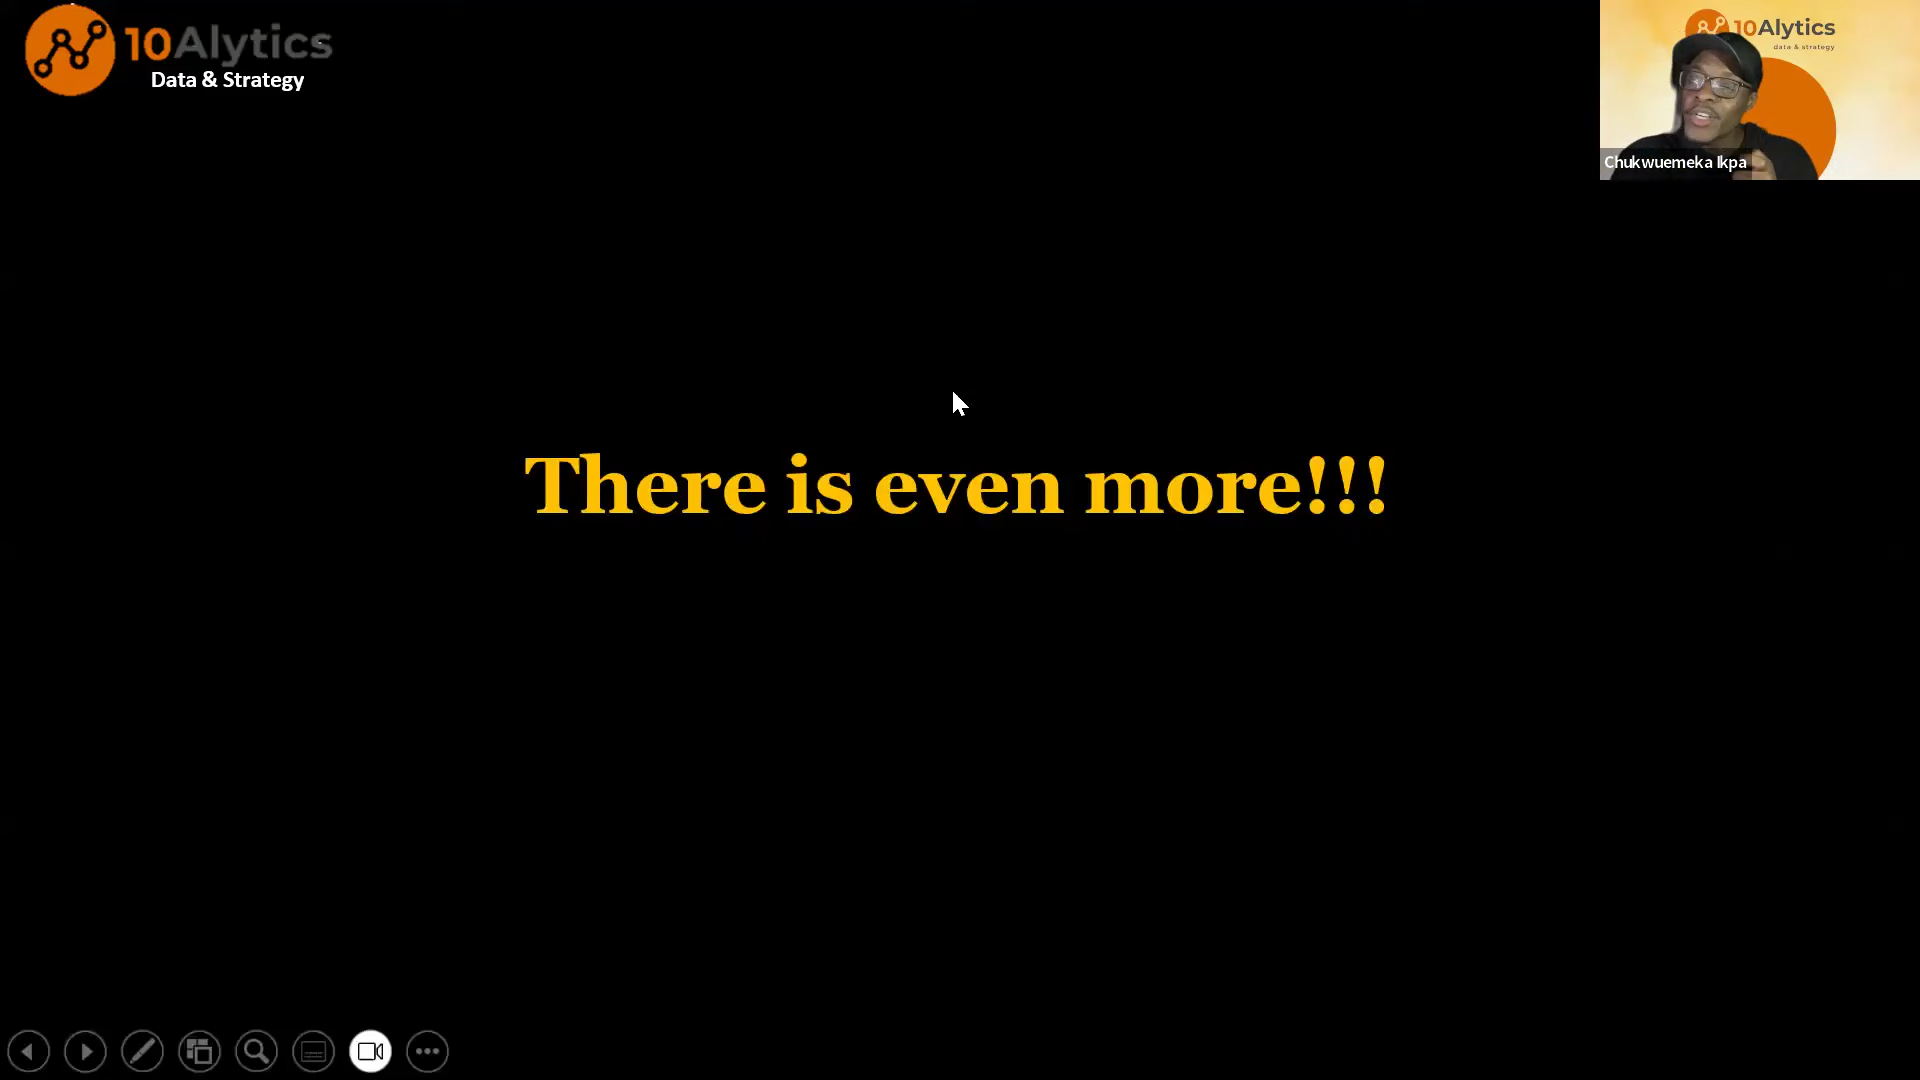 10Alytics
Data & Strategy
10Alytics
data & strategy
Chukwuemeka Ikpa
There is even more!!!